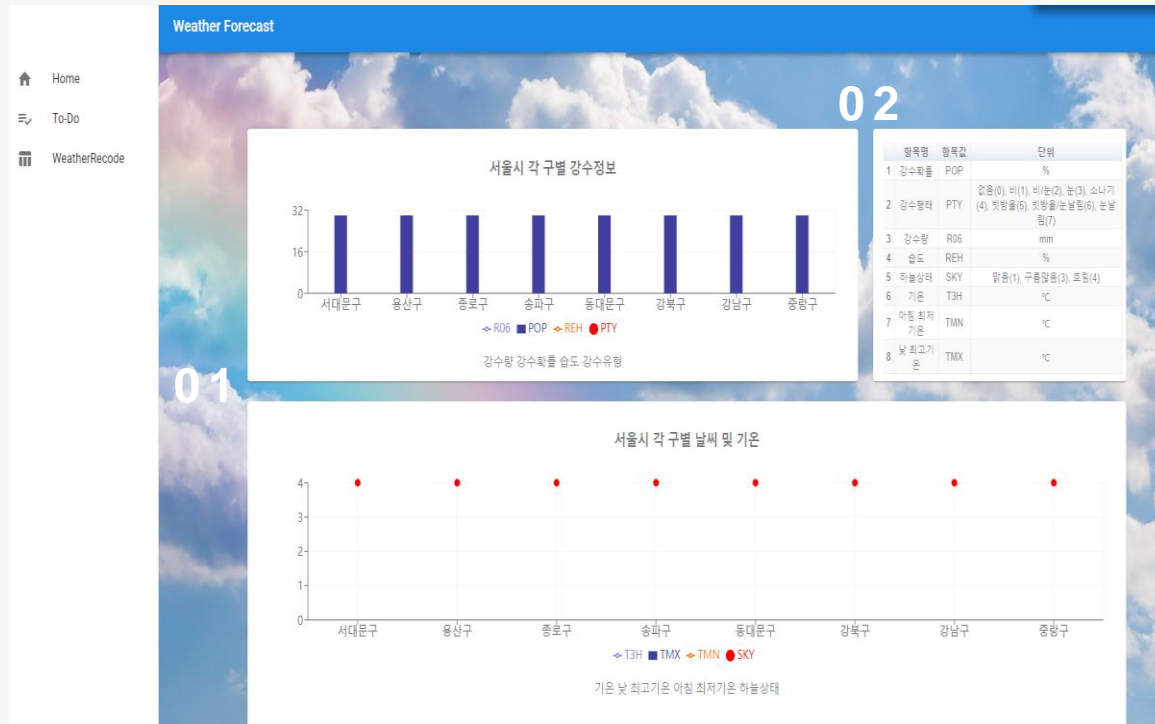 Weather Forecast
Home
To-Do
WeatherRecode
0 1
0 2
서울시 각 구별 강수정보
32
16
0
서대문구 용산구 종로구 송파구 동대문구 강북구 강남구 중랑구
R06 POP REH PTY
강수량 강수확률 습도 강수유형
항목명 항목값 단위
1 강수확률 POP %
2 강수형태 PTY 없음(0), 비(1), 비/눈(2), 눈(3), 소나기
(4), 빗방울(5), 빗방울/눈날림(6), 눈날
림(7)
3 강수량 R06 mm
4 습도 REH %
5 하늘상태 SKY 맑음(1), 구름많음(3), 흐림(4)
6 기온 T3H ℃
7 아침 최저
기온 TMN ℃
8 낮 최고기
온 TMX ℃
서울시 각 구별 날씨 및 기온
4
3
2
1
0
서대문구 용산구 종로구 송파구 동대문구 강북구 강남구 중랑구
T3H TMX TMN SKY
기온 낮 최고기온 아침 최저기온 하늘상태